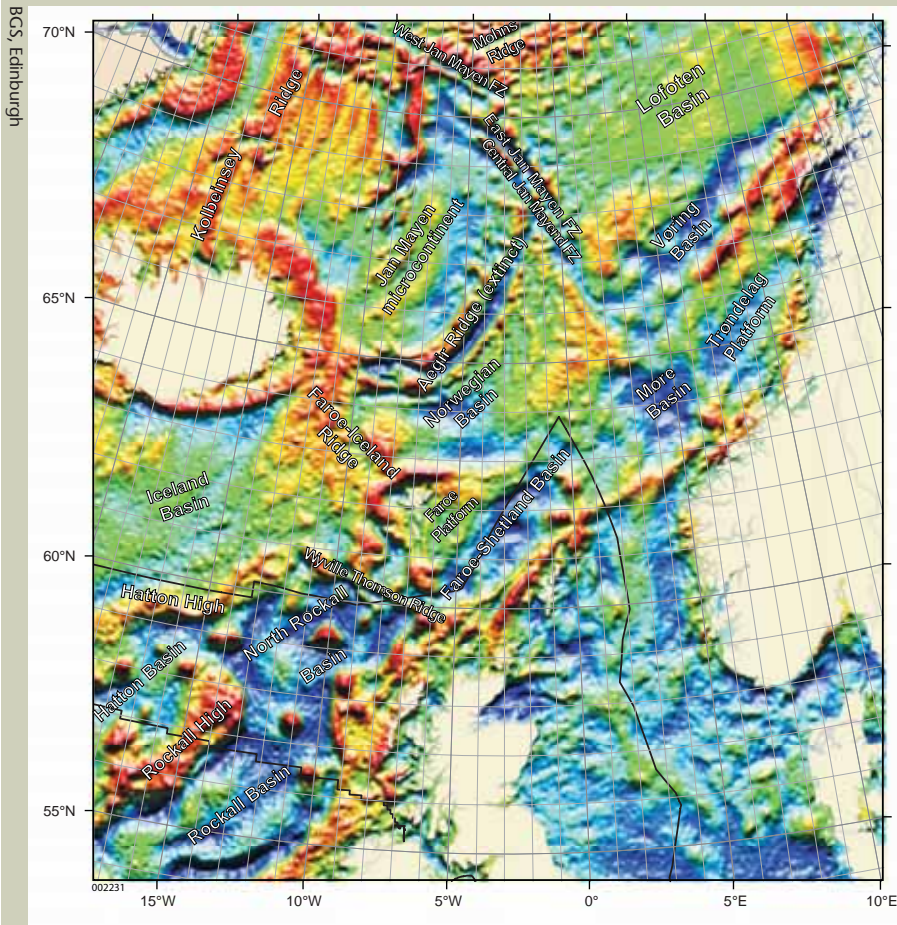 BGS, Edinburgh
70°N
65°N
60°N
55°N
West Jan Mayen FZ
Mohns
Ridge
Lofoten
Basin
Kolbeinsey
Ridge
East Jan Mayen FZ
Central Jan Mayend FZ
Jan Mayen
microcontinent
Voring
Basin
Aegir Ridge (extinct)
Trondelag
Platform
Norwegian
Basin
More
Basin
Faroe-Iceland
Ridge
Iceland
Basin
Faroe
Platform
Faroe-Shetland Basin
Wyville Thomson Ridge
Hatton High
North Rockall
Basin
Hatton Basin
Rockall High
Rockall Basin
002231
15°W
10°W
5°W
0°
5°E
10°E